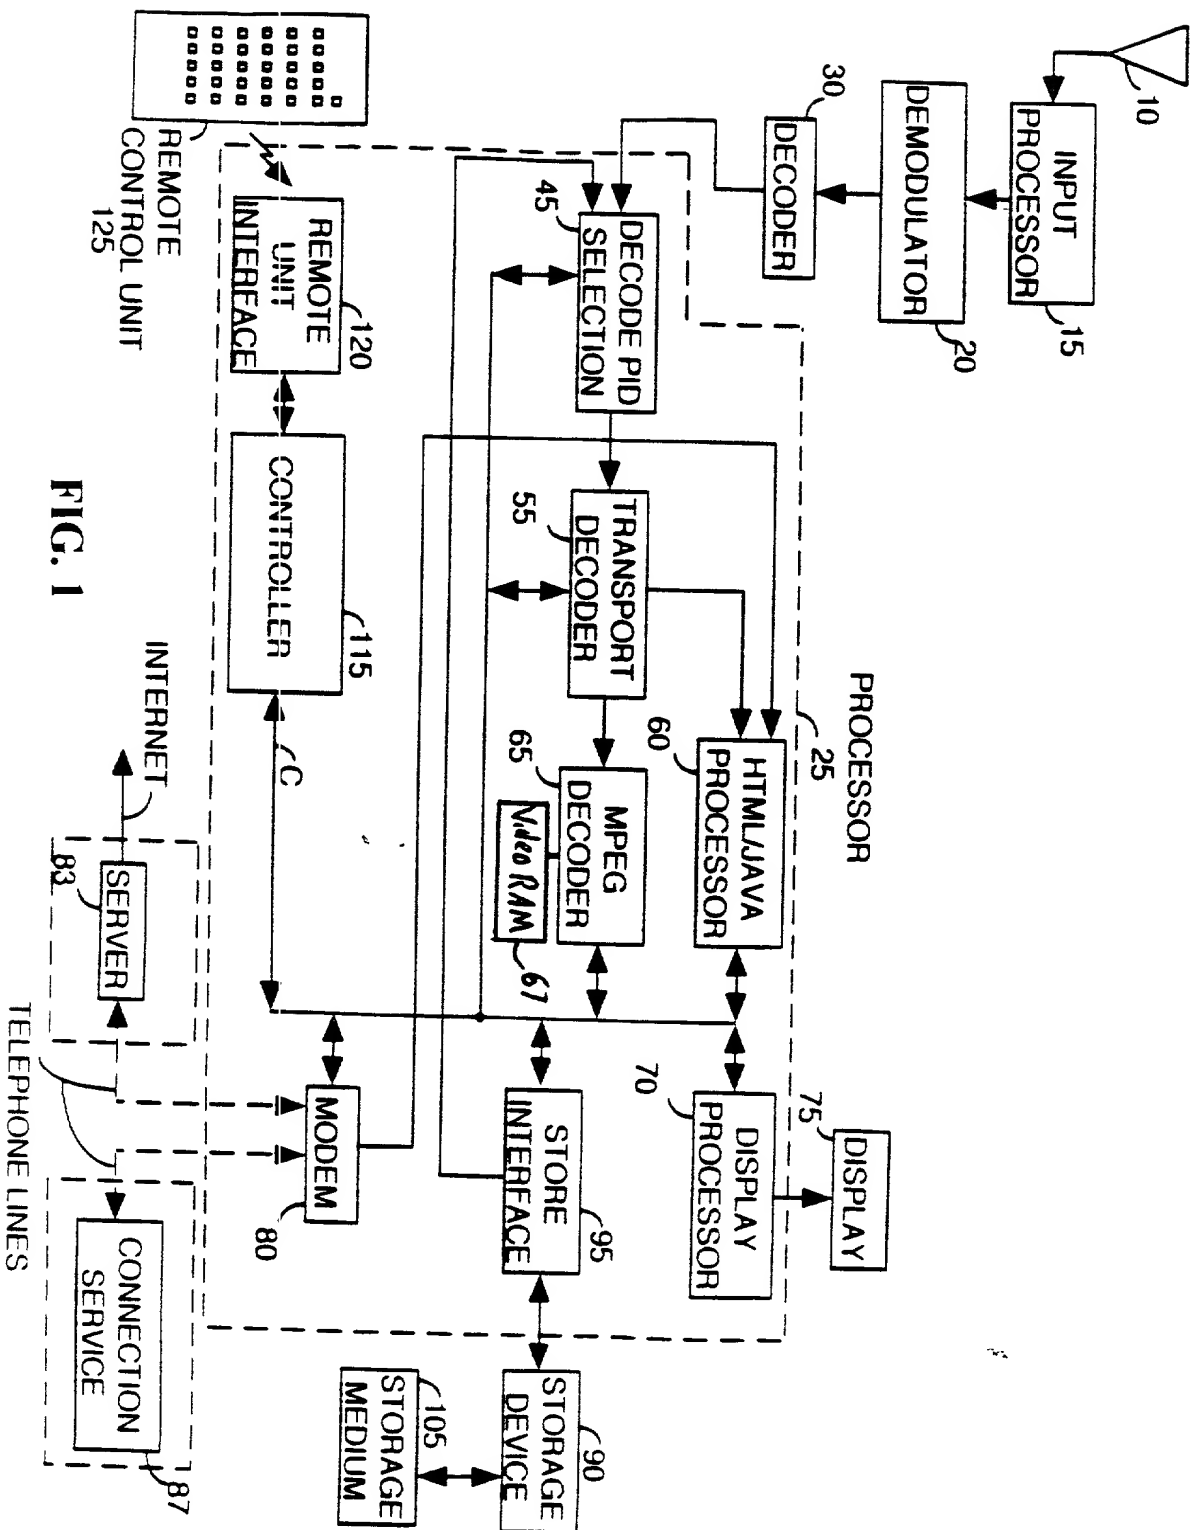 10
INPUT
PROCESSOR
15
DEMODULATOR
20
30
DECODER
PROCESSOR
25
45
DECODE PID
SELECTION
55
TRANSPORT
DECODER
60
HTML/JAVA
PROCESSOR
65
MPEG
DECODER
Video RAM
67
70
DISPLAY
PROCESSOR
75
DISPLAY
STORE
INTERFACE
95
STORAGE
DEVICE
90
105
STORAGE
MEDIUM
REMOTE
CONTROL UNIT
125
REMOTE
UNIT
INTERFACE
120
CONTROLLER
115
C
MODEM
80
INTERNET
SERVER
83
TELEPHONE LINES
CONNECTION
SERVICE
87
FIG. 1